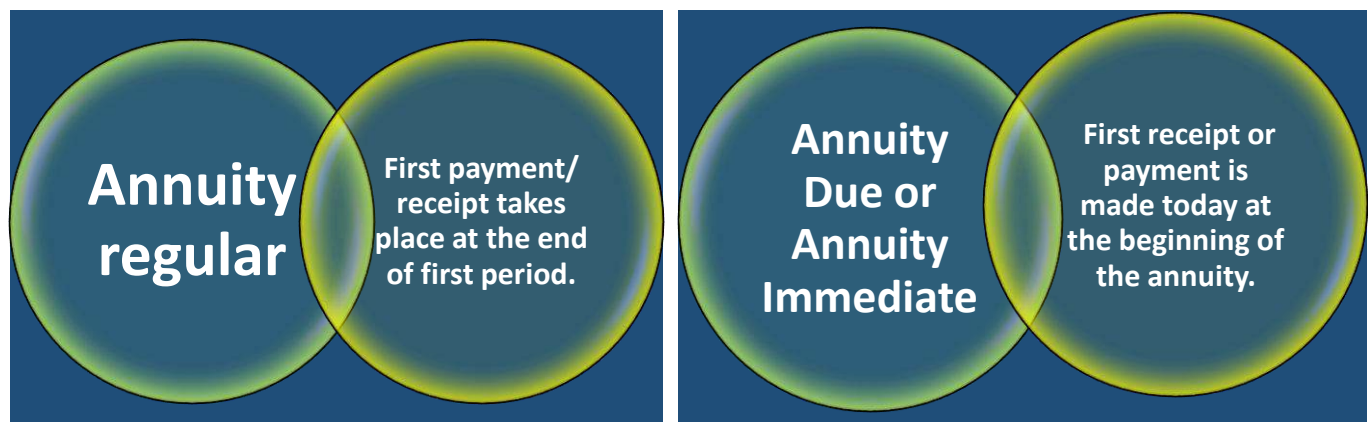 Annuity
regular
First payment/
receipt takes
place at the end
of first period.
Annuity
Due or
Annuity
Immediate
First receipt or
payment is
made today at
the beginning of
the annuity.